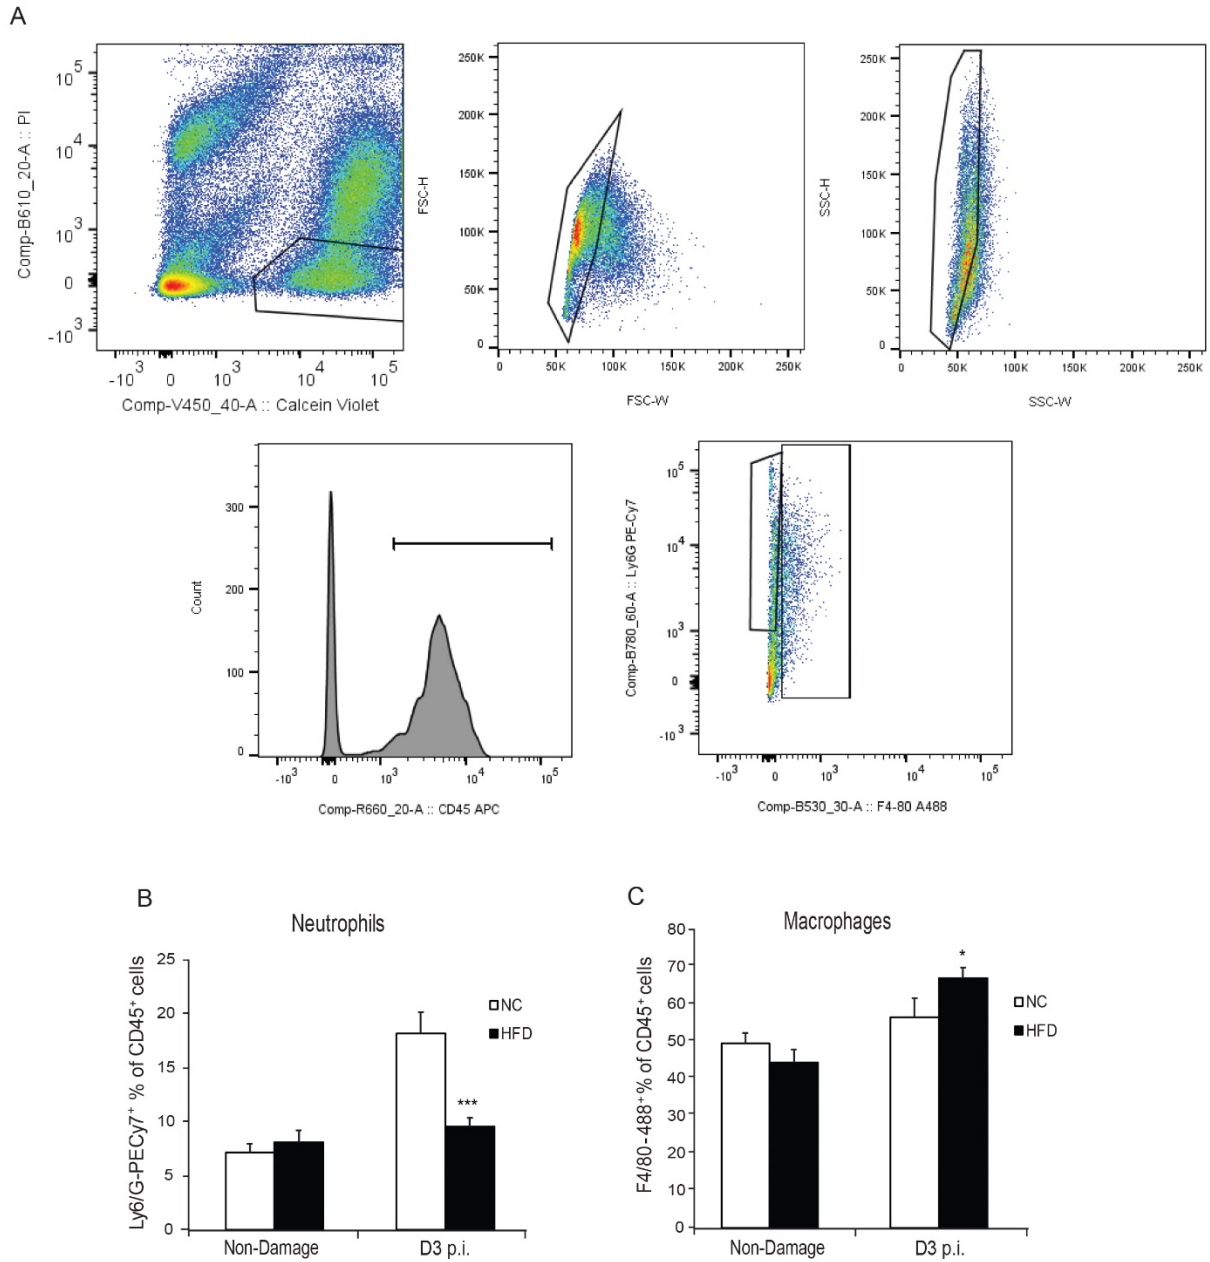 A
10^5
10^4
10^3
0
-10^3
Comp-B610_20-A :: PI
-10^3 0 10^3 10^4 10^5
Comp-V450_40-A :: Calcein Violet
250K
200K
150K
100K
50K
0
FSC-H
0 50K 100K 150K 200K 250K
FSC-W
250K
200K
150K
100K
50K
0
SSC-H
0 50K 100K 150K 200K 250K
SSC-W
300
200
100
0
Count
-10^3 0 10^3 10^4 10^5
Comp-R660_20-A :: CD45 APC
10^5
10^4
10^3
0
-10^3
Comp-B780_60-A :: Ly6G PE-Cy7
-10^3 0 10^3 10^4 10^5
Comp-B530_30-A :: F4-80 A488
B
Neutrophils
Ly6/G-PECy7⁺ % of CD45⁺ cells
25
20
15
10
5
0
***
NC
HFD
Non-Damage D3 p.i.
C
Macrophages
F4/80-488⁺ % of CD45⁺ cells
80
70
60
50
40
30
20
10
0
*
NC
HFD
Non-Damage D3 p.i.